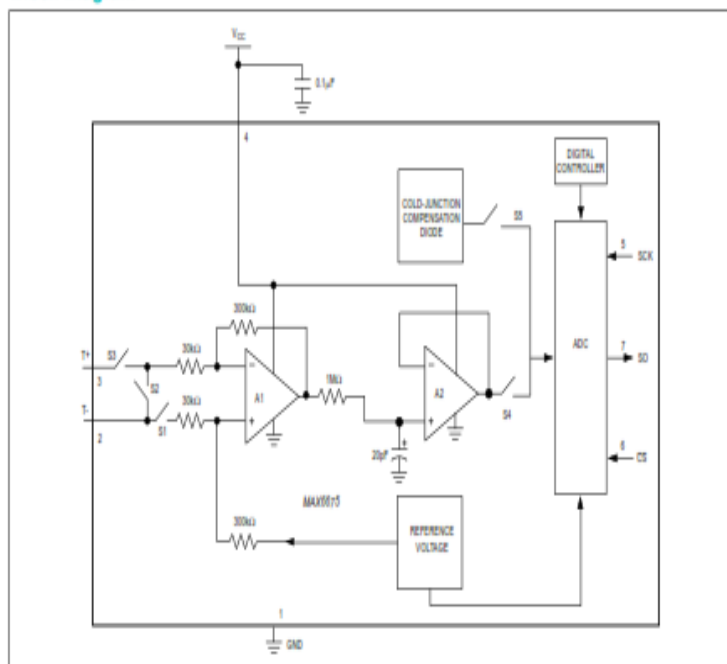 VCC
0.1μF
4
DIGITAL
CONTROLLER
COLD-JUNCTION
COMPENSATION
DIODE
S5
5
SCK
300kΩ
30kΩ
T+
S3
3
S2
A1
1MΩ
A2
ADC
7
SO
30kΩ
T-
S1
2
S4
20pF
6
CS
MAX6675
300kΩ
REFERENCE
VOLTAGE
1
GND